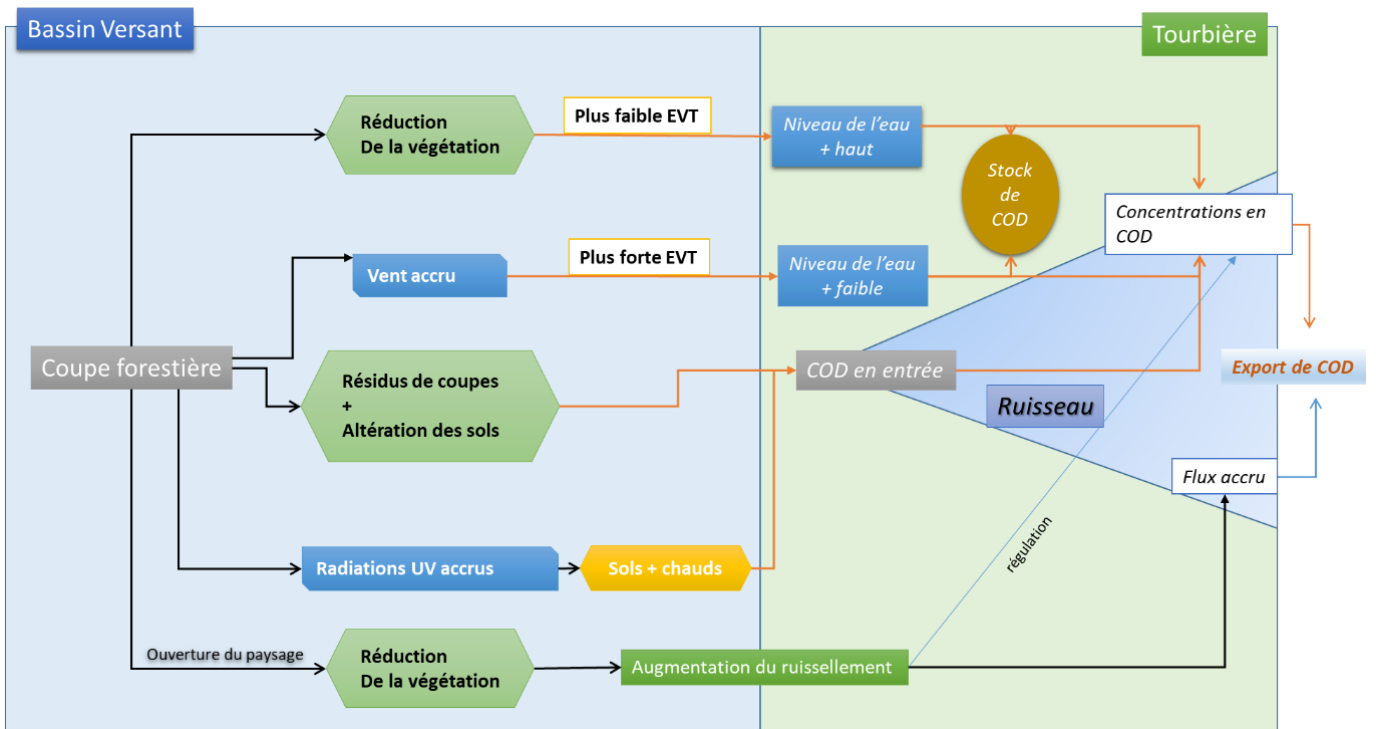 Bassin Versant
Tourbière
Réduction
De la végétation
Plus faible EVT
Niveau de l'eau
+ haut
Stock
de
COD
Concentrations en
COD
Vent accru
Plus forte EVT
Niveau de l'eau
+ faible
Coupe forestière
Résidus de coupes
+
Altération des sols
COD en entrée
Export de COD
Ruisseau
Flux accru
régulation
Radiations UV accrus
Sols + chauds
Ouverture du paysage
Réduction
De la végétation
Augmentation du ruissellement